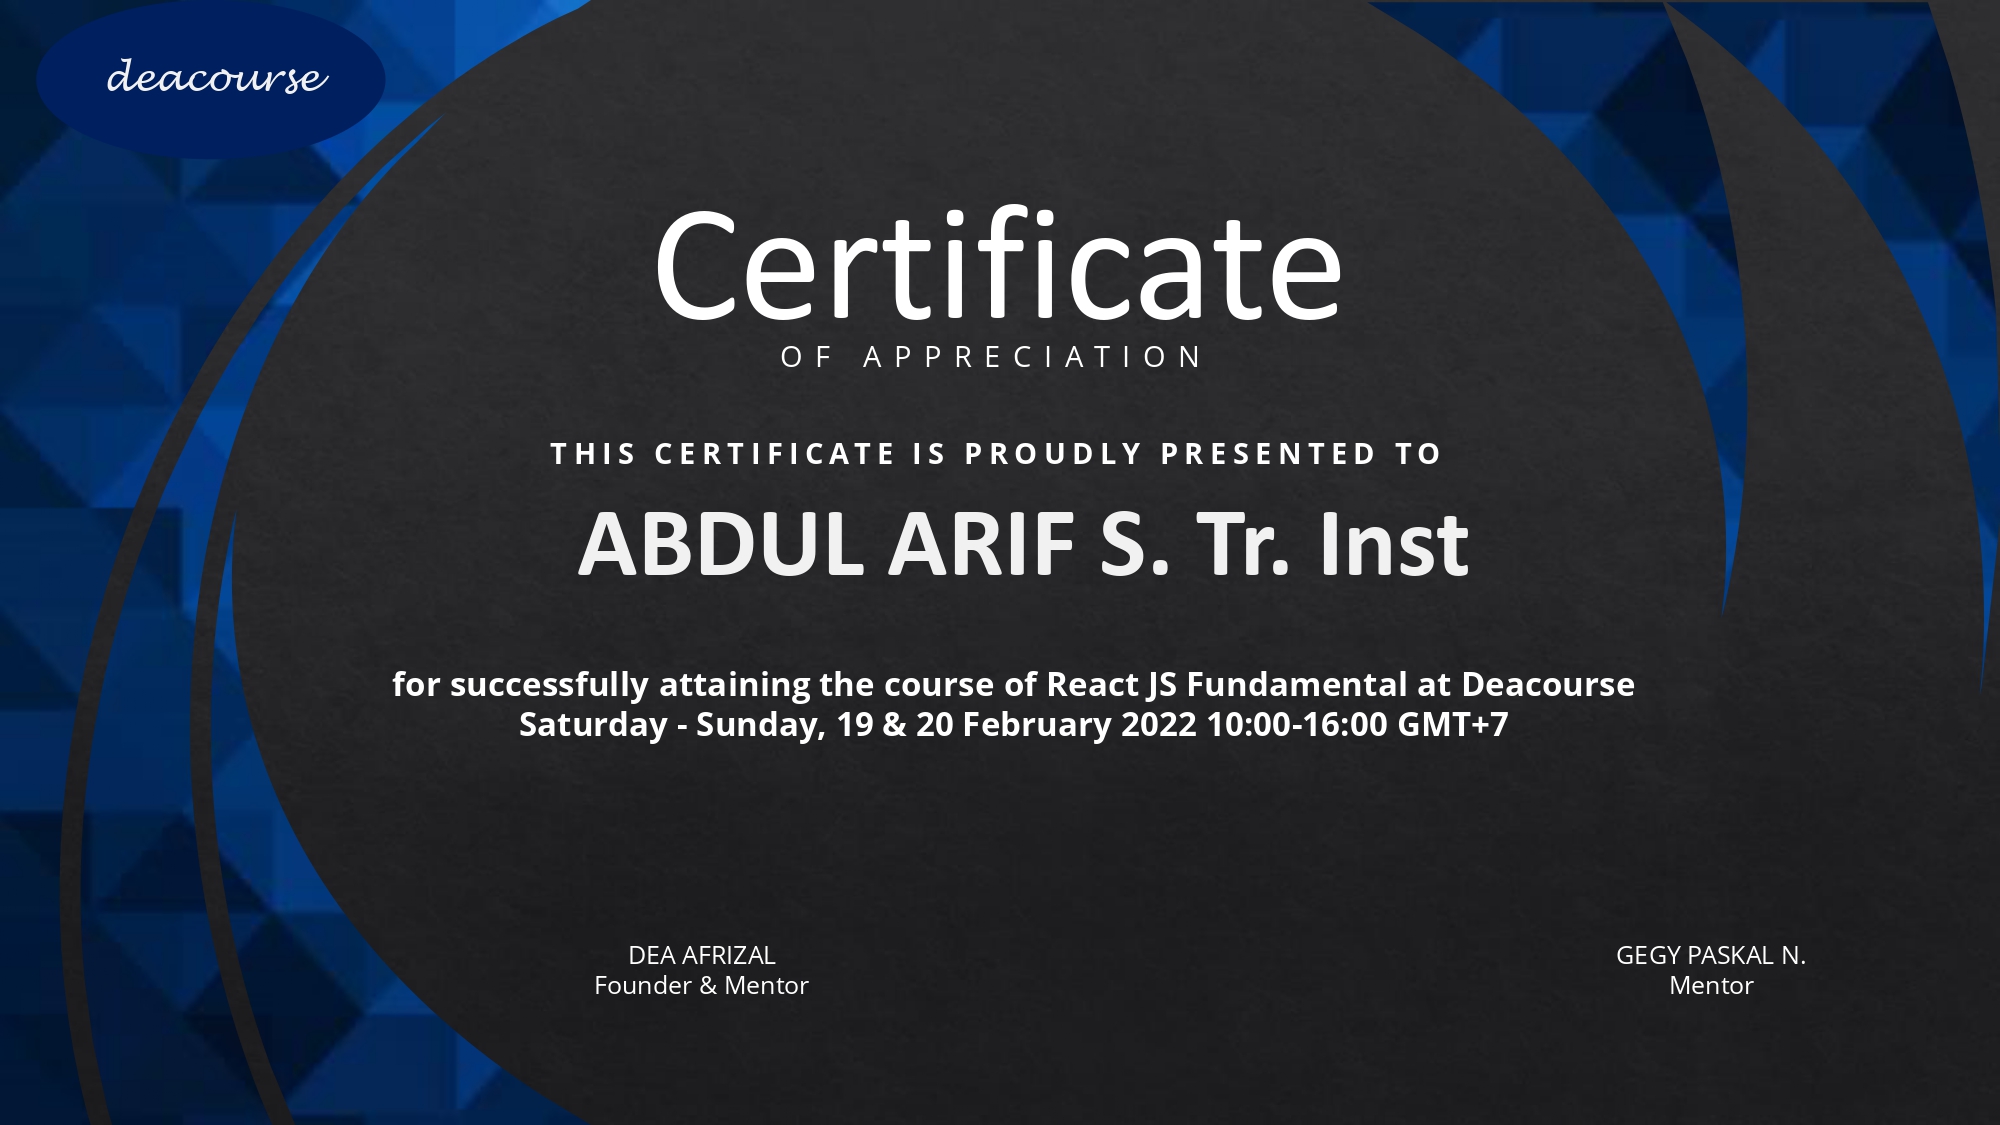 deacourse
Certificate
OF APPRECIATION
THIS CERTIFICATE IS PROUDLY PRESENTED TO
ABDUL ARIF S. Tr. Inst
for successfully attaining the course of React JS Fundamental at Deacourse
Saturday - Sunday, 19 & 20 February 2022 10:00-16:00 GMT+7
DEA AFRIZAL
Founder & Mentor
GEGY PASKAL N.
Mentor